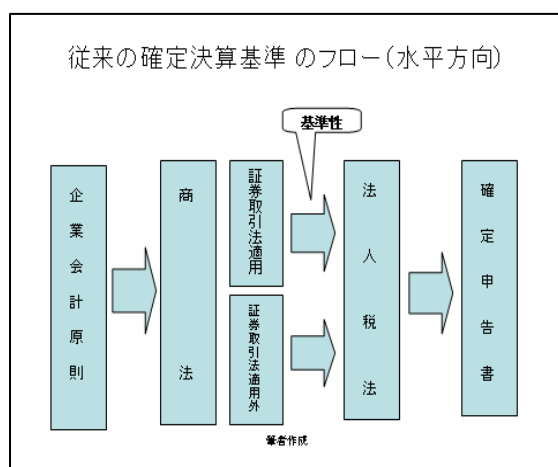 従来の確定決算基準 のフロー(水平方向)
基準性
企業会計原則
商法
証券取引法適用
証券取引法適用外
法人税法
確定申告書
筆者作成